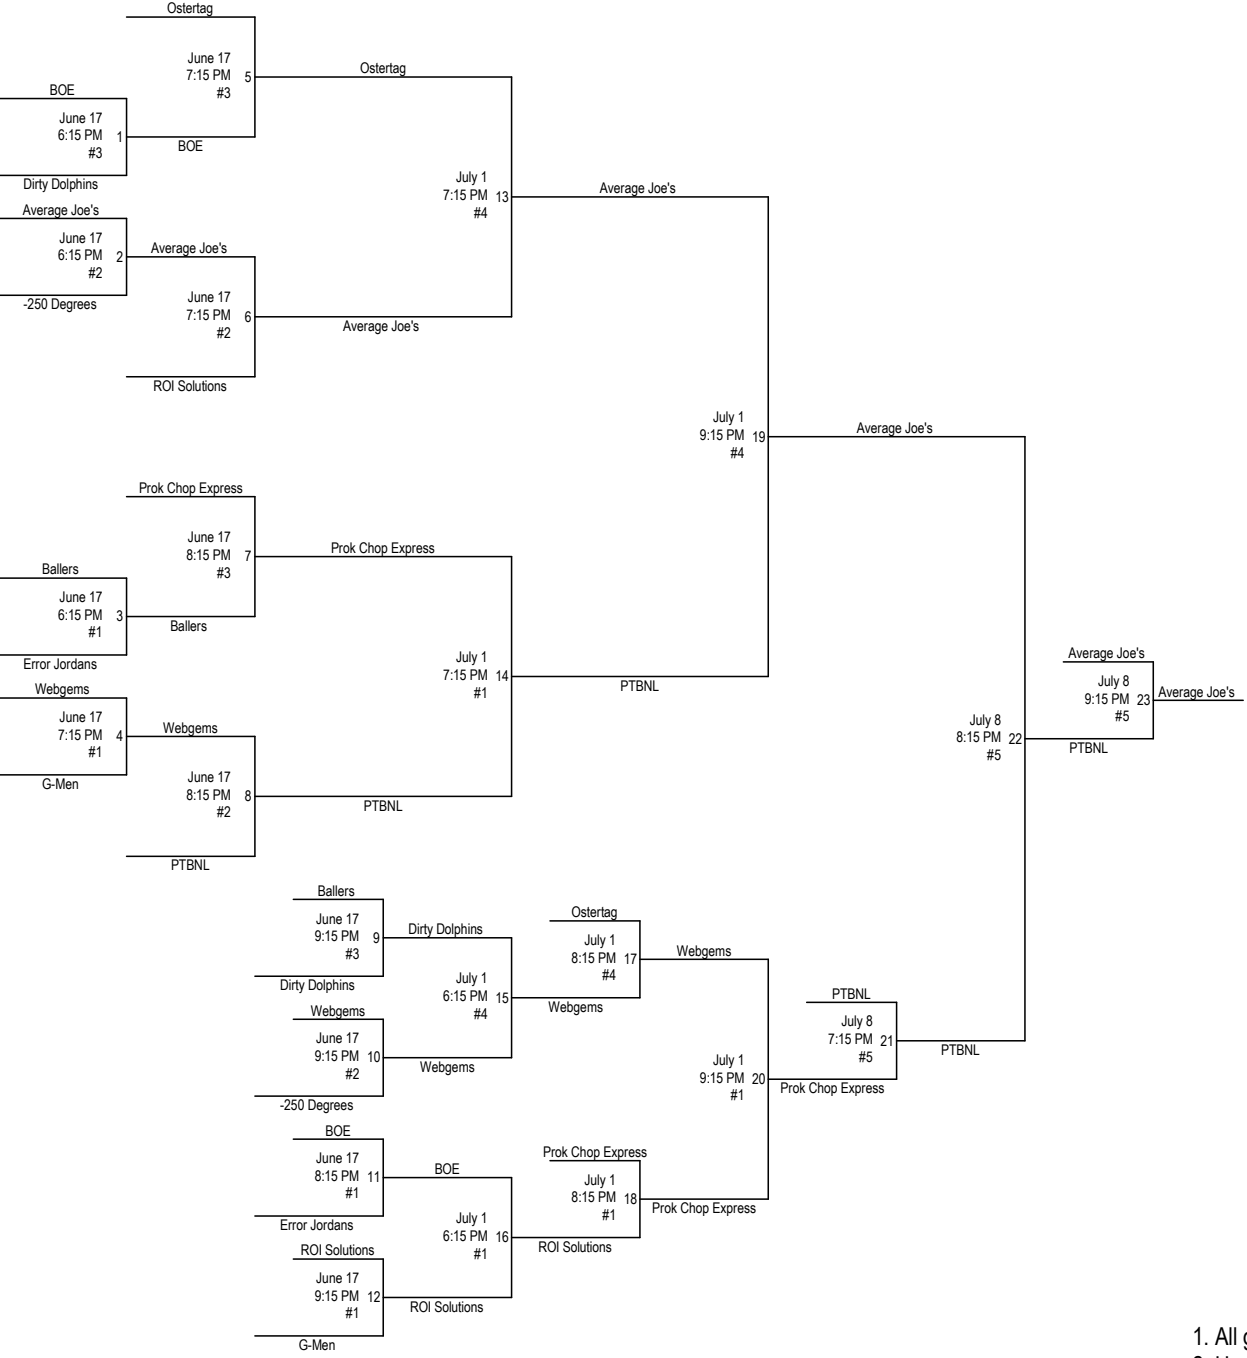 Ostertag
June 17
7:15 PM 5
#3
Ostertag
BOE
June 17
6:15 PM 1
#3
BOE
Dirty Dolphins
July 1
7:15 PM 13
#4
Average Joe's
Average Joe's
June 17
6:15 PM 2
#2
Average Joe's
-250 Degrees
June 17
7:15 PM 6
#2
Average Joe's
ROI Solutions
July 1
9:15 PM 19
#4
Average Joe's
Prok Chop Express
June 17
8:15 PM 7
#3
Prok Chop Express
Ballers
June 17
6:15 PM 3
#1
Ballers
Error Jordans
July 1
7:15 PM 14
#1
PTBNL
Webgems
June 17
7:15 PM 4
#1
Webgems
G-Men
June 17
8:15 PM 8
#2
PTBNL
PTBNL
Average Joe's
July 8
9:15 PM 23
#5
Average Joe's
July 8
8:15 PM 22
#5
PTBNL
Ballers
June 17
9:15 PM 9
#3
Dirty Dolphins
Dirty Dolphins
July 1
6:15 PM 15
#4
Webgems
Webgems
June 17
9:15 PM 10
#2
Webgems
-250 Degrees
Ostertag
July 1
8:15 PM 17
#4
Webgems
PTBNL
July 8
7:15 PM 21
#5
PTBNL
July 1
9:15 PM 20
#1
Prok Chop Express
BOE
June 17
8:15 PM 11
#1
BOE
Error Jordans
Prok Chop Express
July 1
8:15 PM 18
#1
Prok Chop Express
July 1
6:15 PM 16
#1
ROI Solutions
ROI Solutions
June 17
9:15 PM 12
#1
ROI Solutions
G-Men
1. All